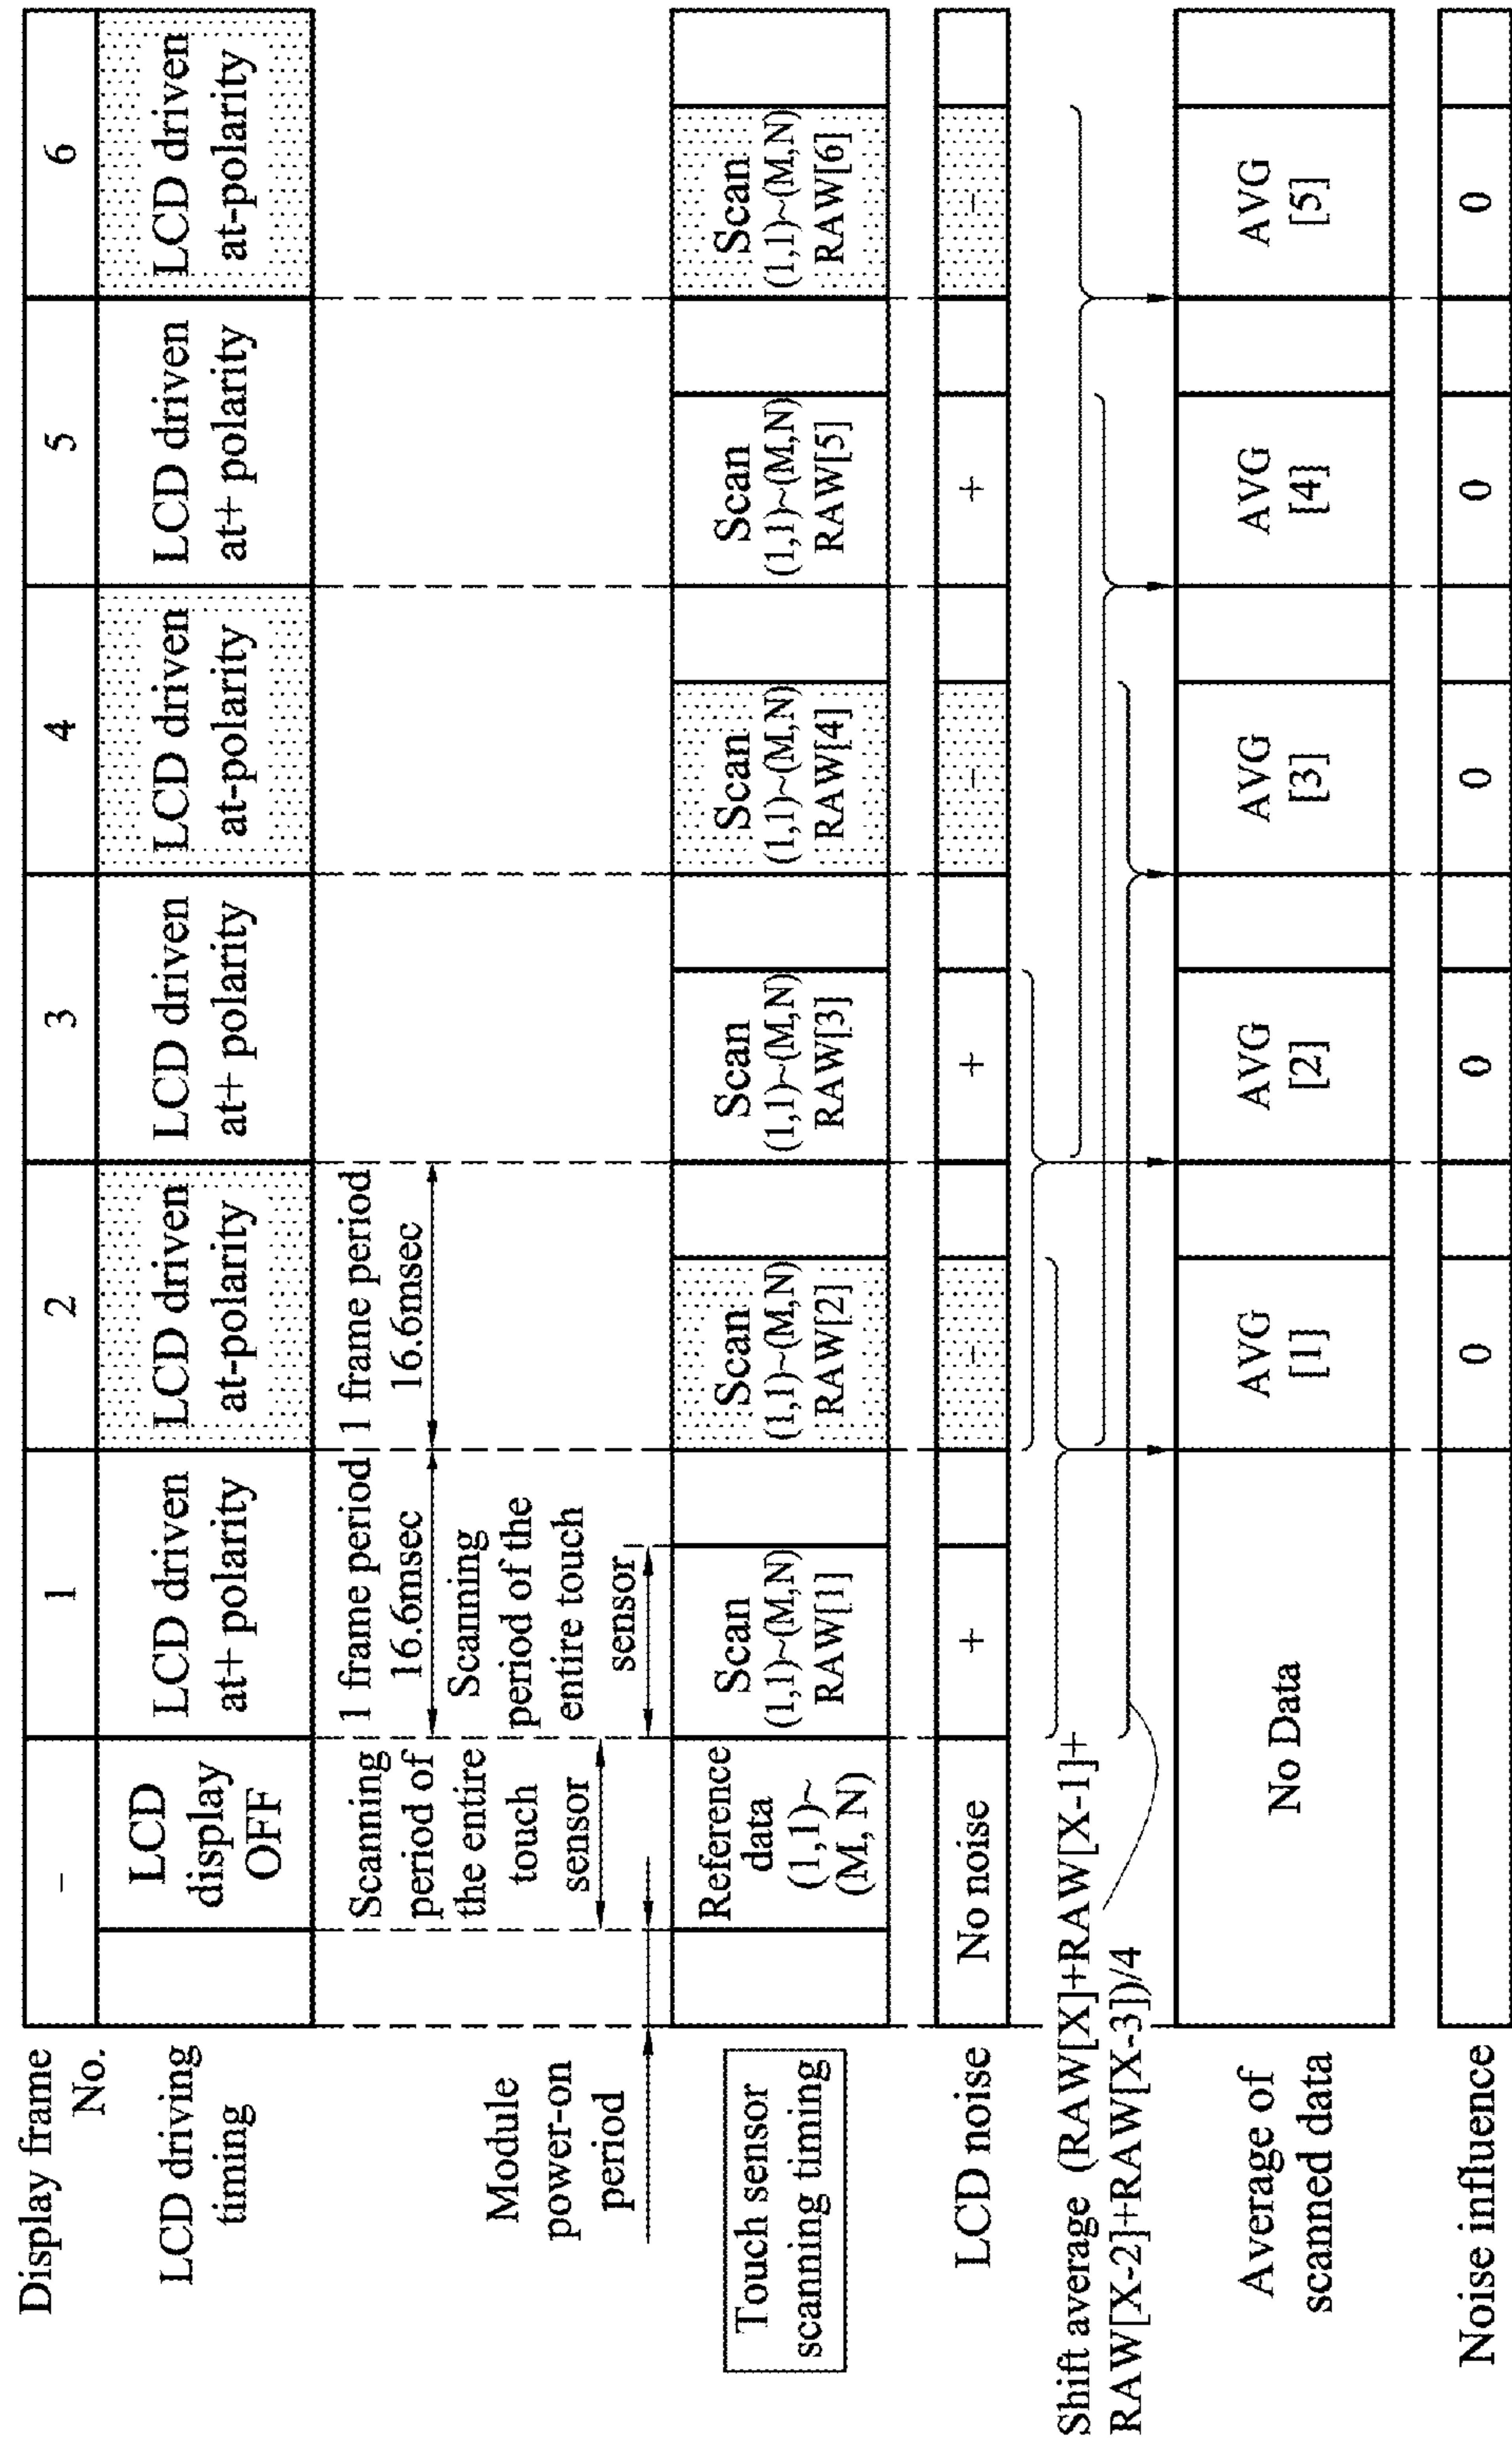 Display frame
No.
–
1
2
3
4
5
6
LCD driving
timing
LCD
display
OFF
LCD driven
at+ polarity
LCD driven
at-polarity
LCD driven
at+ polarity
LCD driven
at-polarity
LCD driven
at+ polarity
LCD driven
at-polarity
Module
power-on
period
Scanning
period of
the entire
touch
sensor
1 frame period
16.6msec
Scanning
period of the
entire touch
sensor
1 frame period
16.6msec
Touch sensor
scanning timing
Reference
data
(1,1)~
(M, N)
Scan
(1,1)~(M,N)
RAW[1]
Scan
(1,1)~(M,N)
RAW[2]
Scan
(1,1)~(M,N)
RAW[3]
Scan
(1,1)~(M,N)
RAW[4]
Scan
(1,1)~(M,N)
RAW[5]
Scan
(1,1)~(M,N)
RAW[6]
LCD noise
No noise
+
–
+
–
+
–
Shift average (RAW[X]+RAW[X-1]+
RAW[X-2]+RAW[X-3])/4
Average of
scanned data
No Data
AVG
[1]
AVG
[2]
AVG
[3]
AVG
[4]
AVG
[5]
Noise influence
0
0
0
0
0